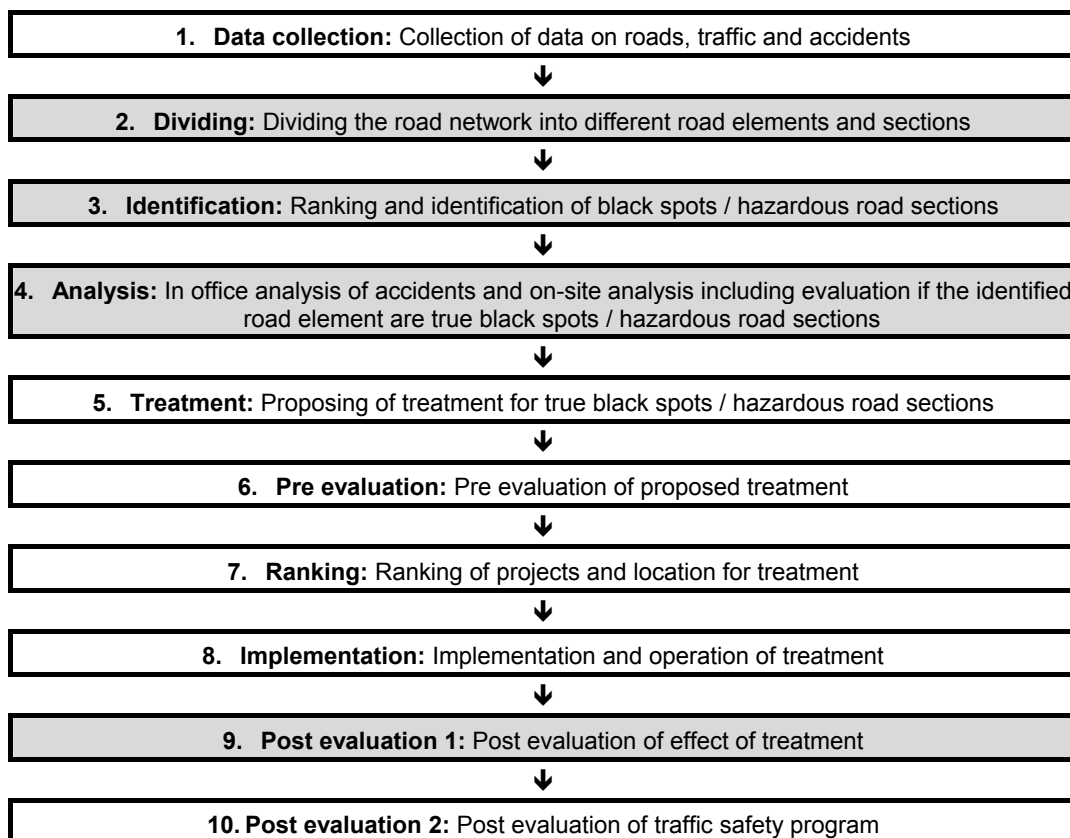 1. Data collection: Collection of data on roads, traffic and accidents
↓
2. Dividing: Dividing the road network into different road elements and sections
↓
3. Identification: Ranking and identification of black spots / hazardous road sections
↓
4. Analysis: In office analysis of accidents and on-site analysis including evaluation if the identified
road element are true black spots / hazardous road sections
↓
5. Treatment: Proposing of treatment for true black spots / hazardous road sections
↓
6. Pre evaluation: Pre evaluation of proposed treatment
↓
7. Ranking: Ranking of projects and location for treatment
↓
8. Implementation: Implementation and operation of treatment
↓
9. Post evaluation 1: Post evaluation of effect of treatment
↓
10. Post evaluation 2: Post evaluation of traffic safety program